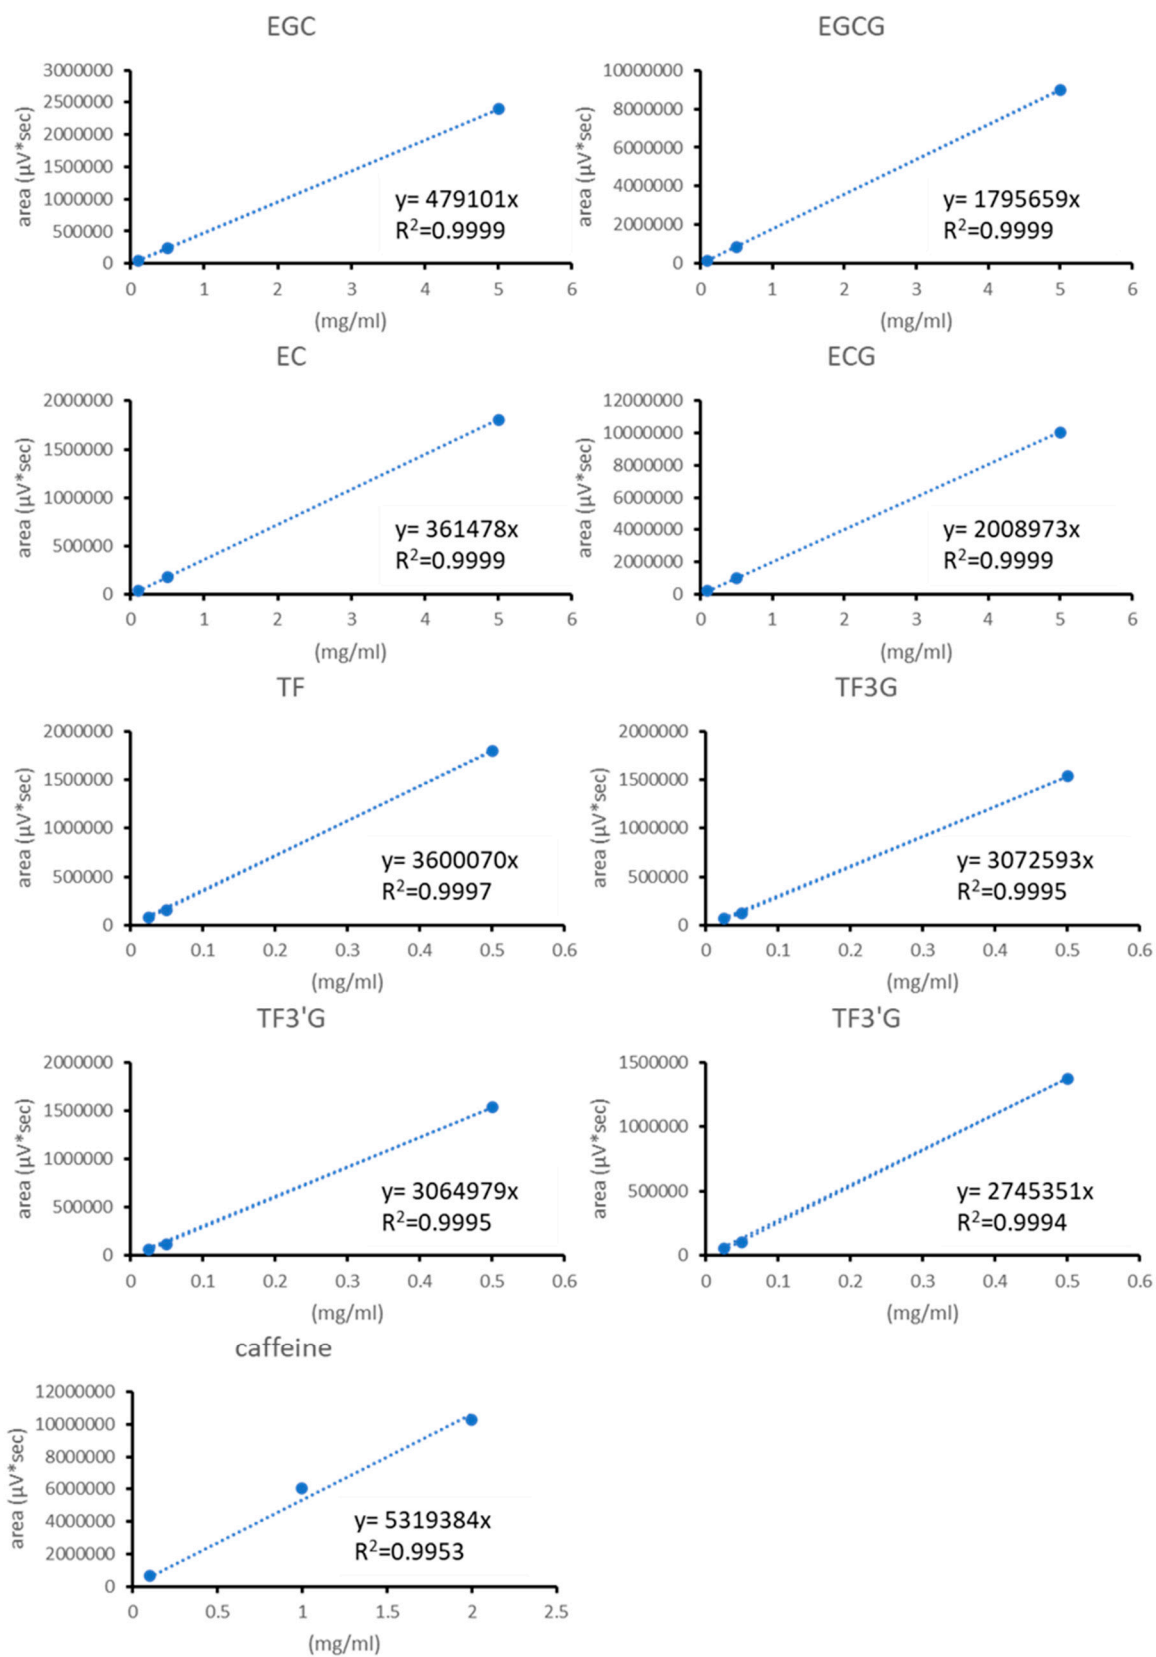 EGC
3000000
2500000
2000000
1500000
1000000
500000
0
area (µV*sec)
y= 479101x
R²=0.9999
0 1 2 3 4 5 6
(mg/ml)
EGCG
10000000
8000000
6000000
4000000
2000000
0
area (µV*sec)
y= 1795659x
R²=0.9999
0 1 2 3 4 5 6
(mg/ml)
EC
2000000
1500000
1000000
500000
0
area (µV*sec)
y= 361478x
R²=0.9999
0 1 2 3 4 5 6
(mg/ml)
ECG
12000000
10000000
8000000
6000000
4000000
2000000
0
area (µV*sec)
y= 2008973x
R²=0.9999
0 1 2 3 4 5 6
(mg/ml)
TF
2000000
1500000
1000000
500000
0
area (µV*sec)
y= 3600070x
R²=0.9997
0 0.1 0.2 0.3 0.4 0.5 0.6
(mg/ml)
TF3G
2000000
1500000
1000000
500000
0
area (µV*sec)
y= 3072593x
R²=0.9995
0 0.1 0.2 0.3 0.4 0.5 0.6
(mg/ml)
TF3'G
2000000
1500000
1000000
500000
0
area (µV*sec)
y= 3064979x
R²=0.9995
0 0.1 0.2 0.3 0.4 0.5 0.6
(mg/ml)
TF3'G
1500000
1000000
500000
0
area (µV*sec)
y= 2745351x
R²=0.9994
0 0.1 0.2 0.3 0.4 0.5 0.6
(mg/ml)
caffeine
12000000
10000000
8000000
6000000
4000000
2000000
0
area (µV*sec)
y= 5319384x
R²=0.9953
0 0.5 1 1.5 2 2.5
(mg/ml)